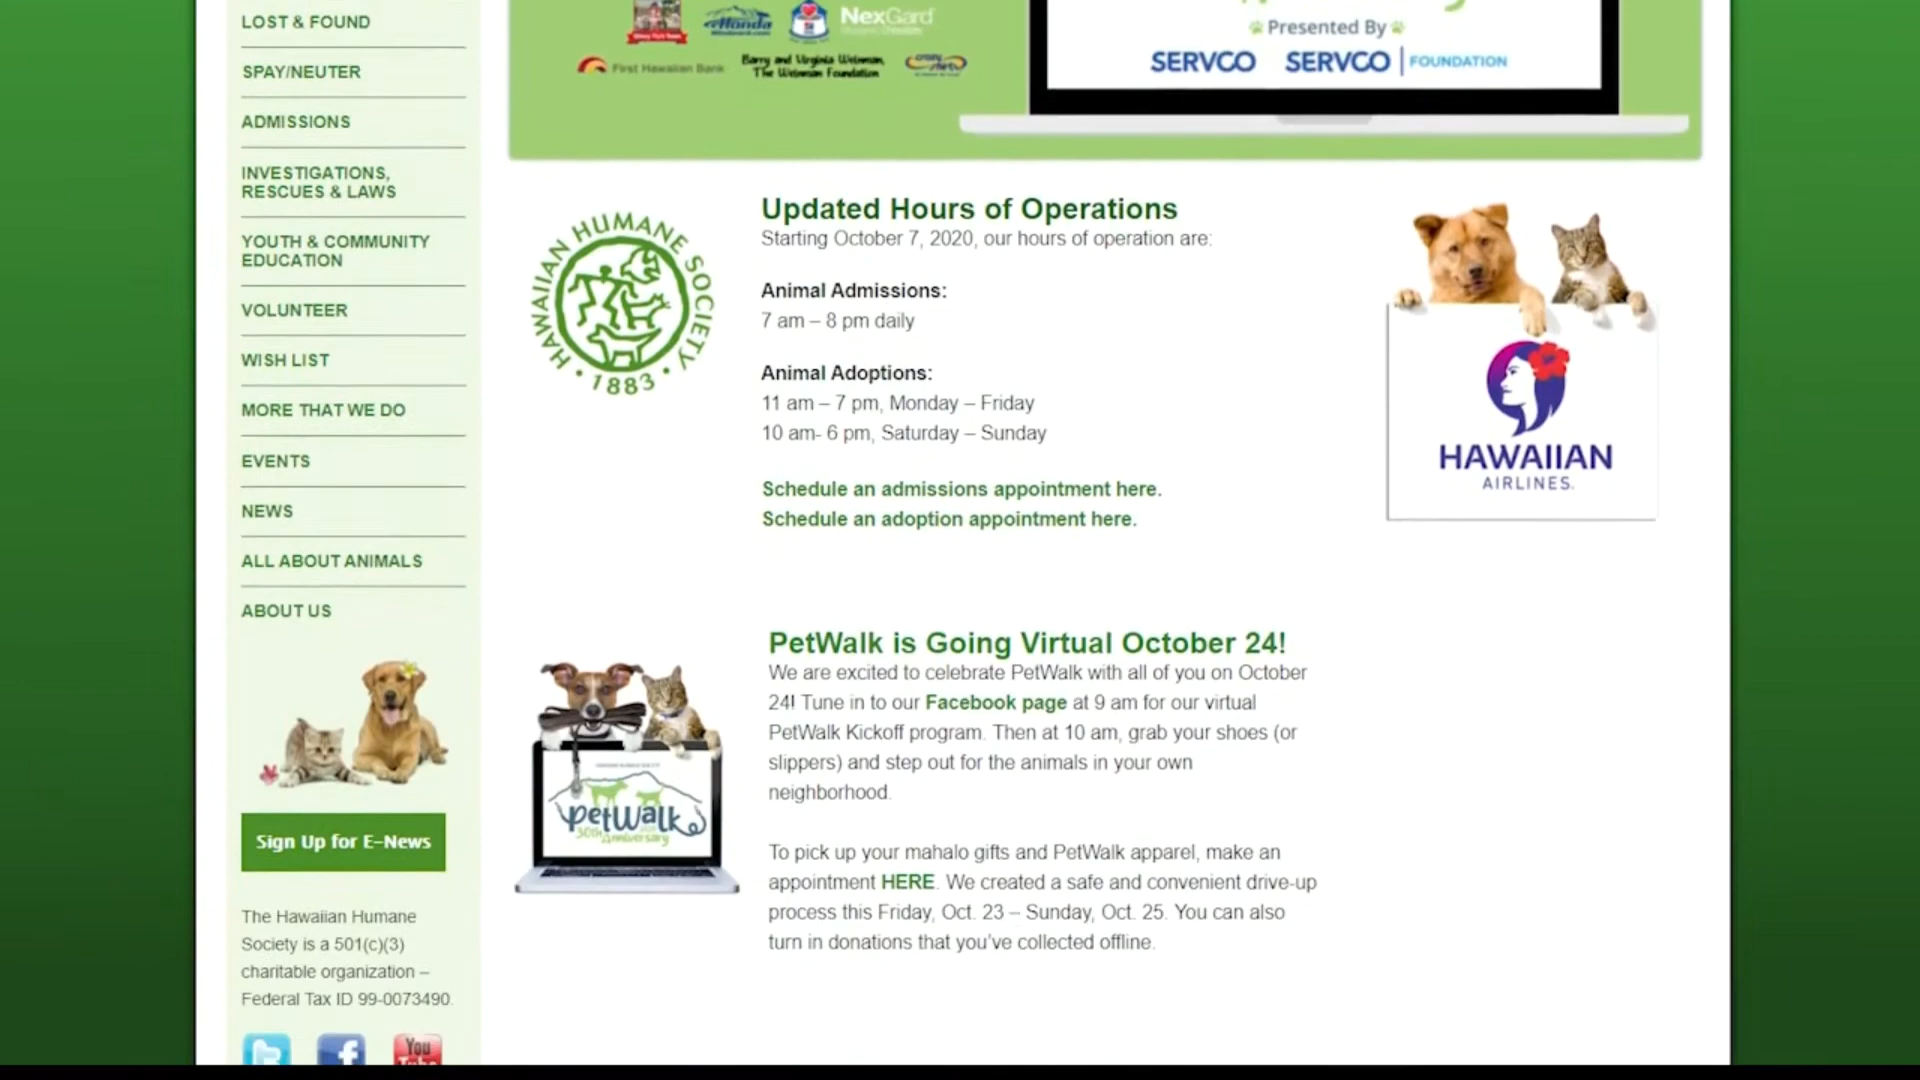 LOST & FOUND
SPAY/NEUTER
ADMISSIONS
INVESTIGATIONS,
RESCUES & LAWS
YOUTH & COMMUNITY
EDUCATION
VOLUNTEER
WISH LIST
MORE THAT WE DO
EVENTS
NEWS
ALL ABOUT ANIMALS
ABOUT US
Sign Up for E-News
The Hawaiian Humane
Society is a 501(c)(3)
charitable organization –
Federal Tax ID 99-0073490.
You
Tube
NexGard
First Hawaiian Bank
Barry and Virginia Weinman,
The Weinman Foundation
Presented By
SERVCO SERVCO FOUNDATION
HAWAIIAN HUMANE SOCIETY
• 1883 •
Updated Hours of Operations
Starting October 7, 2020, our hours of operation are:
Animal Admissions:
7 am – 8 pm daily
Animal Adoptions:
11 am – 7 pm, Monday – Friday
10 am- 6 pm, Saturday – Sunday
Schedule an admissions appointment here.
Schedule an adoption appointment here.
HAWAIIAN
AIRLINES.
PetWalk
30th Anniversary
PetWalk is Going Virtual October 24!
We are excited to celebrate PetWalk with all of you on October
24! Tune in to our Facebook page at 9 am for our virtual
PetWalk Kickoff program. Then at 10 am, grab your shoes (or
slippers) and step out for the animals in your own
neighborhood.
To pick up your mahalo gifts and PetWalk apparel, make an
appointment HERE. We created a safe and convenient drive-up
process this Friday, Oct. 23 – Sunday, Oct. 25. You can also
turn in donations that you've collected offline.